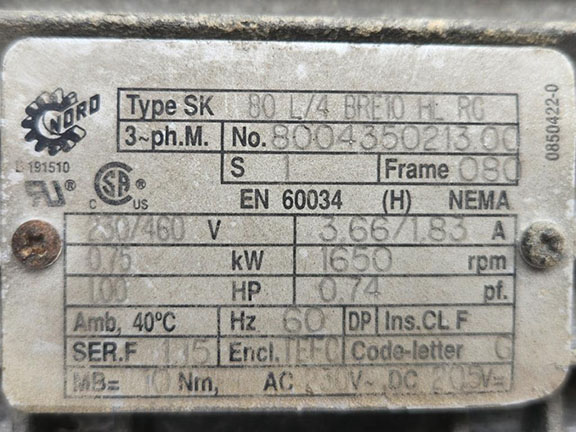 NORD
Type SK 80 L/4 BRE10 HL RG
3~ph.M. No. 8004350213.00
0850422-0
E 191510
S 1 Frame 080
C US
EN 60034 (H) NEMA
230/460 V 3.66/1.83 A
0.75 kW 1650 rpm
1.00 HP 0.74 pf.
Amb, 40°C Hz 60 DP Ins.CL F
SER.F 1.15 Encl. TEFC Code-letter G
MB= 10 Nm, AC 230V~ DC 205V=